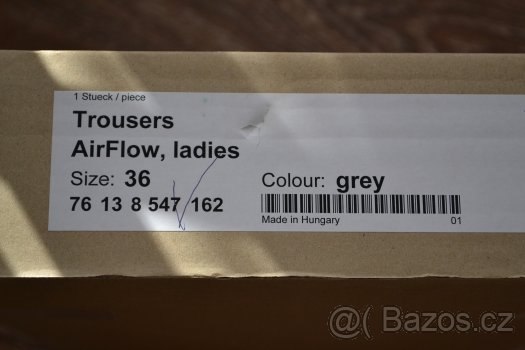 1 Stueck / piece
Trousers
AirFlow, ladies
Size: 36 Colour: grey
76 13 8 547 162
Made in Hungary 01
@( Bazos.cz